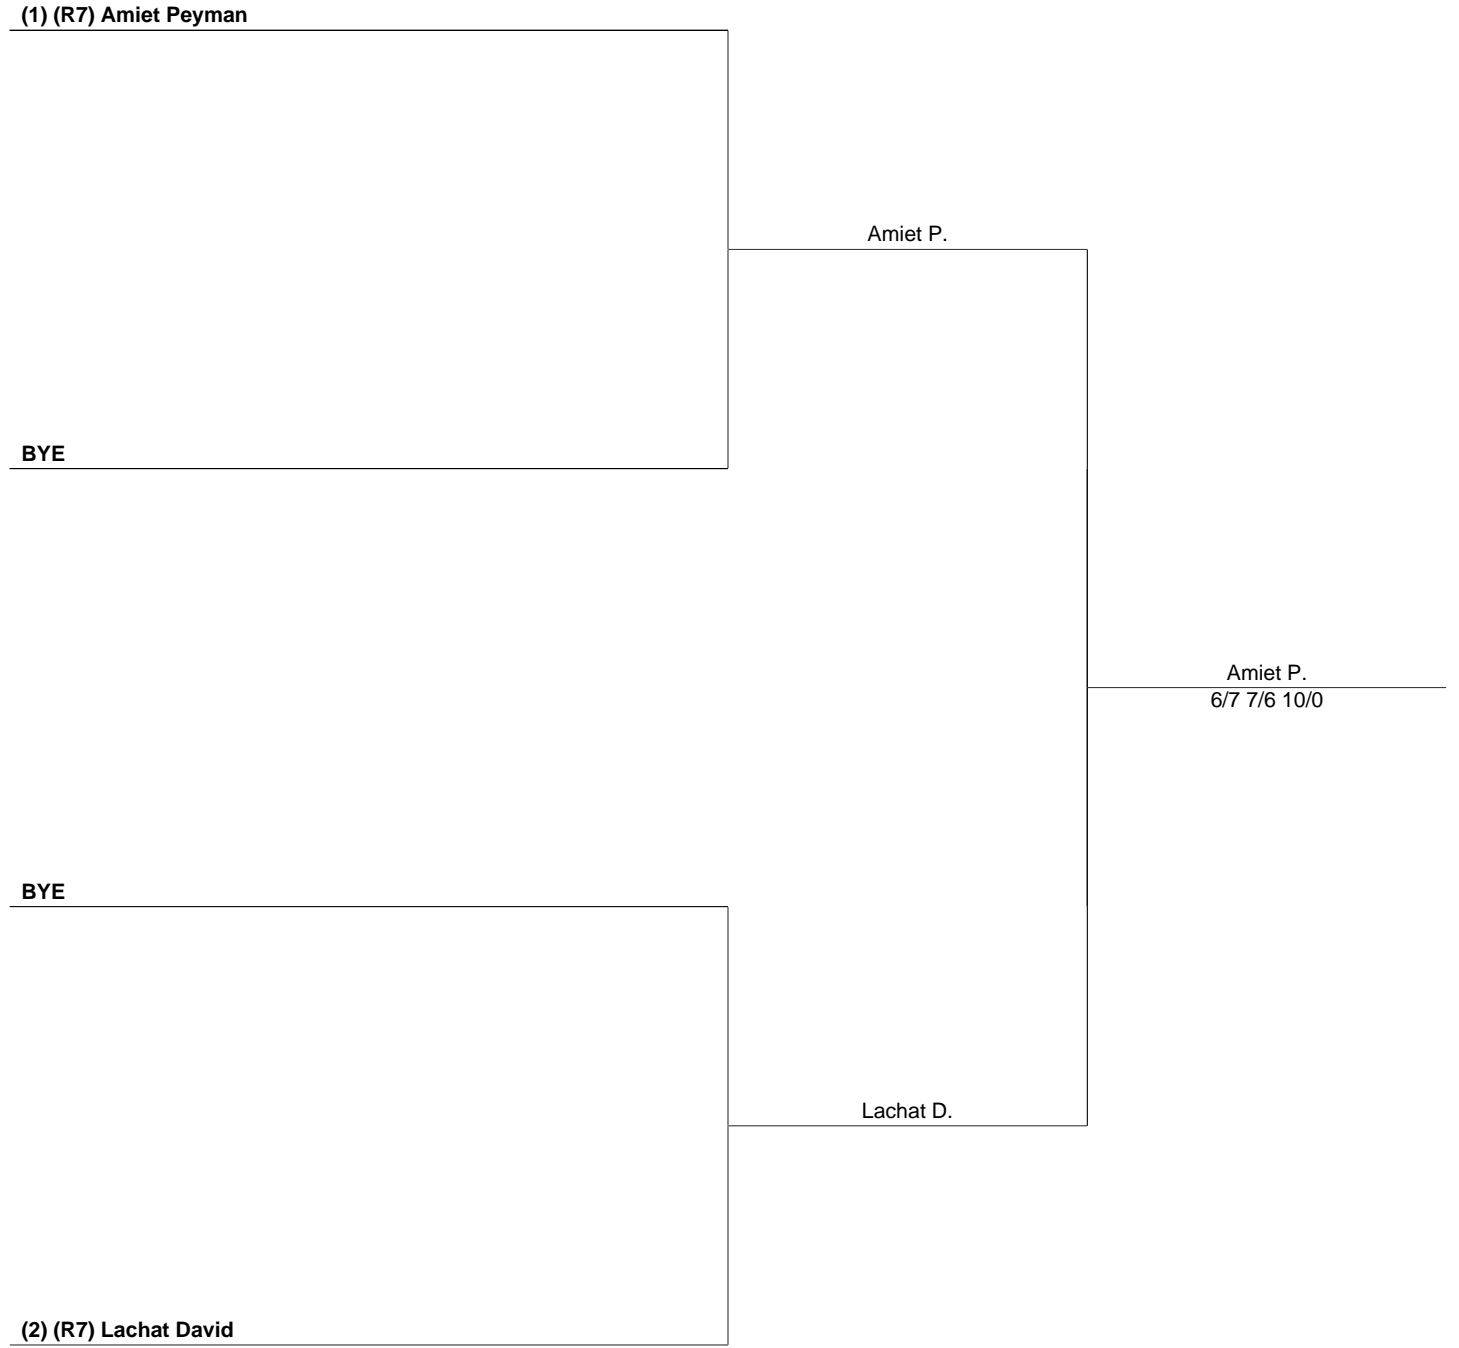 (1) (R7) Amiet Peyman
Amiet P.
BYE
Amiet P.
6/7 7/6 10/0
BYE
Lachat D.
(2) (R7) Lachat David